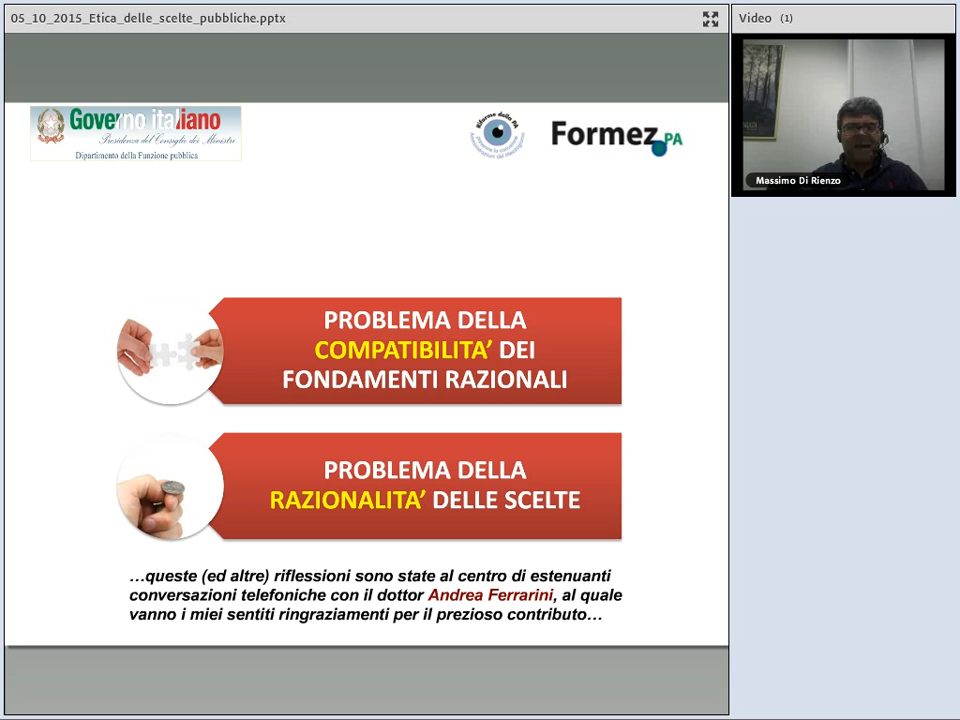 05_10_2015_Etica_delle_scelte_pubbliche.pptx
Video (1)
Governo italiano
Presidenza del Consiglio dei Ministri
Dipartimento della Funzione pubblica
Riforme della PA
Formez PA
Massimo Di Rienzo
PROBLEMA DELLA
COMPATIBILITA’ DEI
FONDAMENTI RAZIONALI
PROBLEMA DELLA
RAZIONALITA’ DELLE SCELTE
…queste (ed altre) riflessioni sono state al centro di estenuanti
conversazioni telefoniche con il dottor Andrea Ferrarini, al quale
vanno i miei sentiti ringraziamenti per il prezioso contributo…